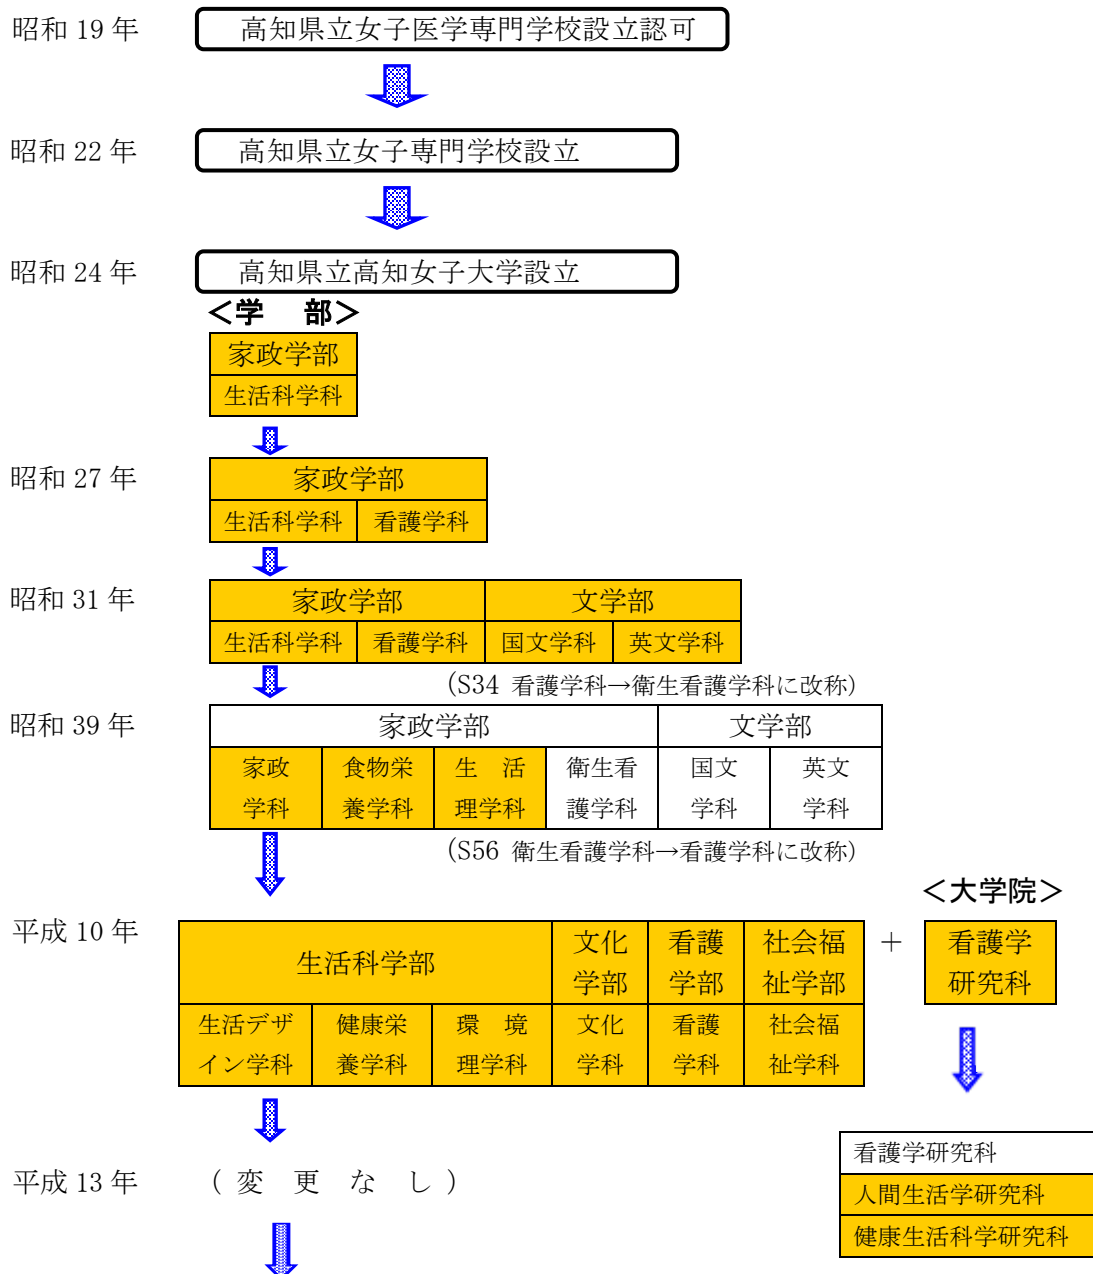 昭和 19 年
高知県立女子医学専門学校設立認可
昭和 22 年
高知県立女子専門学校設立
昭和 24 年
高知県立高知女子大学設立
＜学　部＞
家政学部
生活科学科
昭和 27 年
家政学部
生活科学科 看護学科
昭和 31 年
家政学部 文学部
生活科学科 看護学科 国文学科 英文学科
（S34 看護学科→衛生看護学科に改称）
昭和 39 年
家政学部 文学部
家政 食物栄 生　活 衛生看 国文 英文
学科 養学科 理学科 護学科 学科 学科
（S56 衛生看護学科→看護学科に改称）
＜大学院＞
平成 10 年
生活科学部
文化 看護 社会福 ＋ 看護学
学部 学部 祉学部 研究科
生活デザ 健康栄 環　境 文化 看護 社会福
イン学科 養学科 理学科 学科 学科 祉学科
平成 13 年
（ 変　更　な　し ）
看護学研究科
人間生活学研究科
健康生活科学研究科